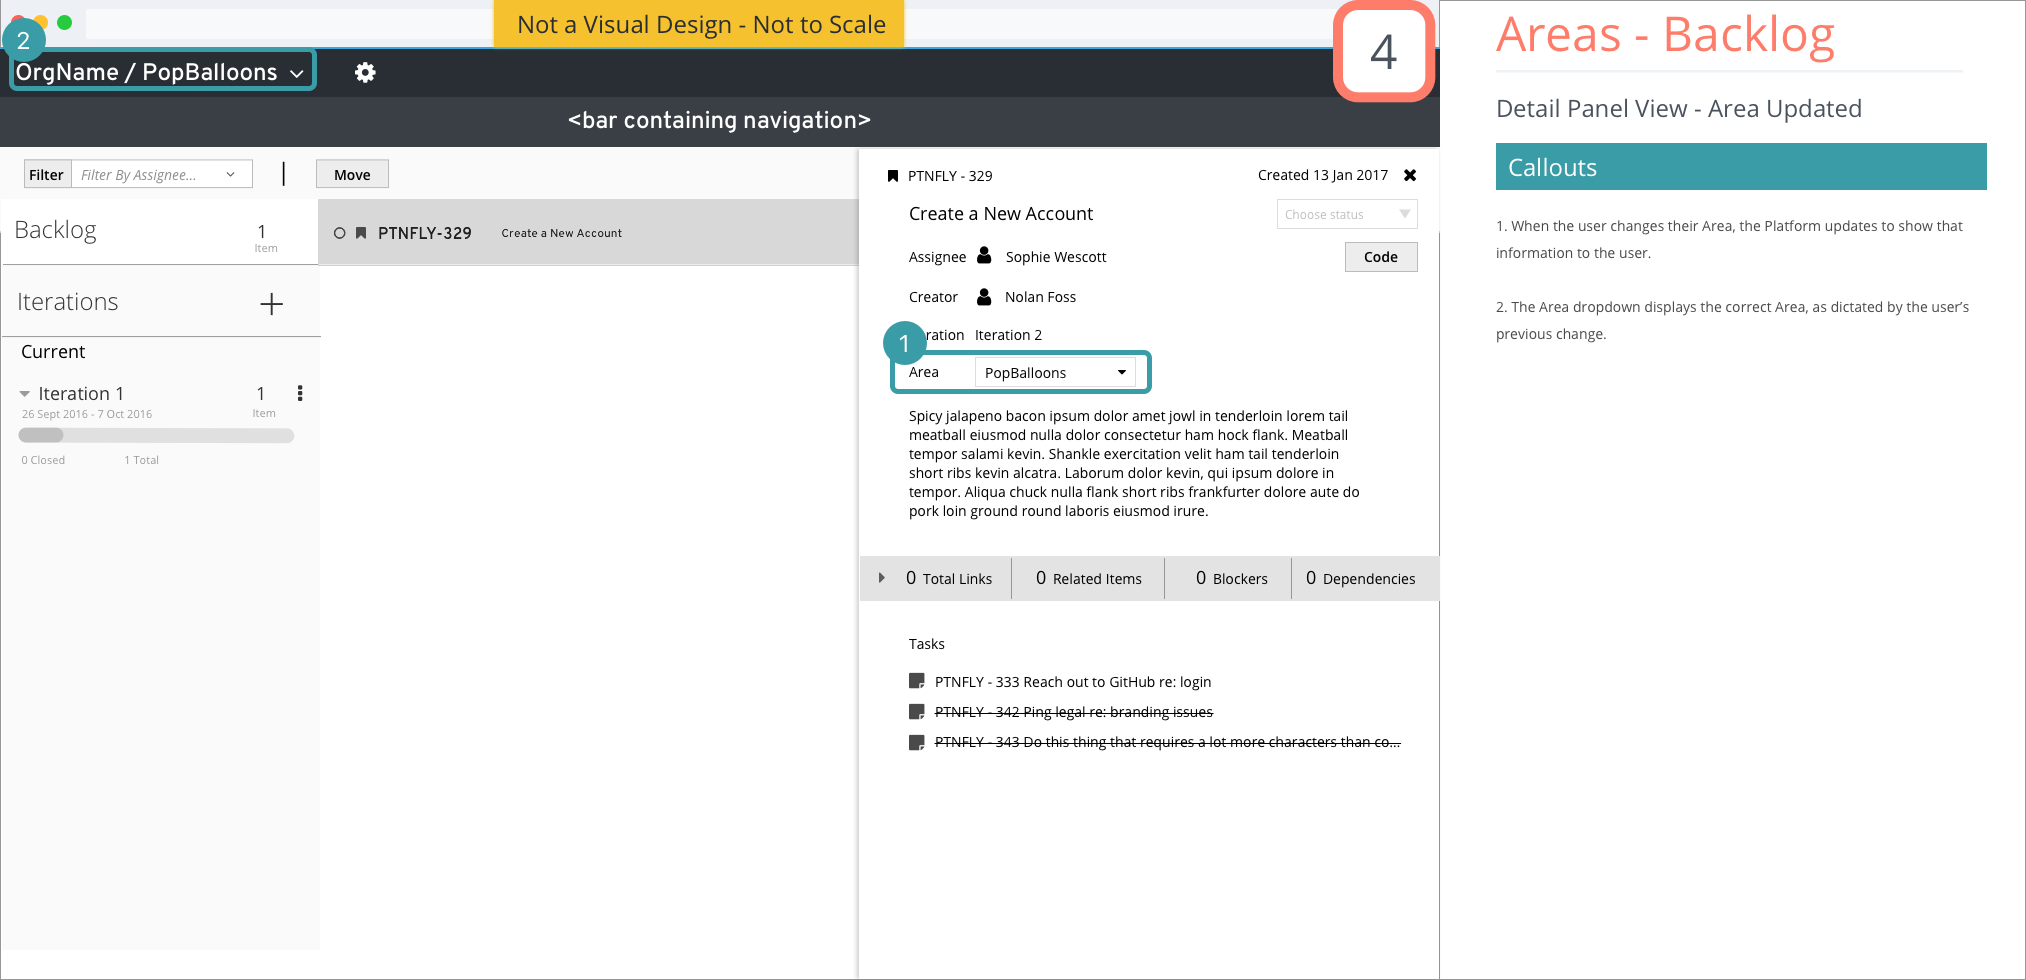 Not a Visual Design - Not to Scale
2
OrgName / PopBalloons
4
<bar containing navigation>
Filter
Filter By Assignee...
Move
Backlog
1
Item
Iterations
Current
Iteration 1
1
26 Sept 2016 - 7 Oct 2016
Item
0 Closed
1 Total
PTNFLY-329
Create a New Account
PTNFLY - 329
Created 13 Jan 2017
Create a New Account
Choose status
Assignee
Sophie Wescott
Code
Creator
Nolan Foss
1
ration
Iteration 2
Area
PopBalloons
Spicy jalapeno bacon ipsum dolor amet jowl in tenderloin lorem tail
meatball eiusmod nulla dolor consectetur ham hock flank. Meatball
tempor salami kevin. Shankle exercitation velit ham tail tenderloin
short ribs kevin alcatra. Laborum dolor kevin, qui ipsum dolore in
tempor. Aliqua chuck nulla flank short ribs frankfurter dolore aute do
pork loin ground round laboris eiusmod irure.
0 Total Links
0 Related Items
0 Blockers
0 Dependencies
Tasks
PTNFLY - 333 Reach out to GitHub re: login
PTNFLY - 342 Ping legal re: branding issues
PTNFLY - 343 Do this thing that requires a lot more characters than co...
Areas - Backlog
Detail Panel View - Area Updated
Callouts
1. When the user changes their Area, the Platform updates to show that
information to the user.
2. The Area dropdown displays the correct Area, as dictated by the user’s
previous change.